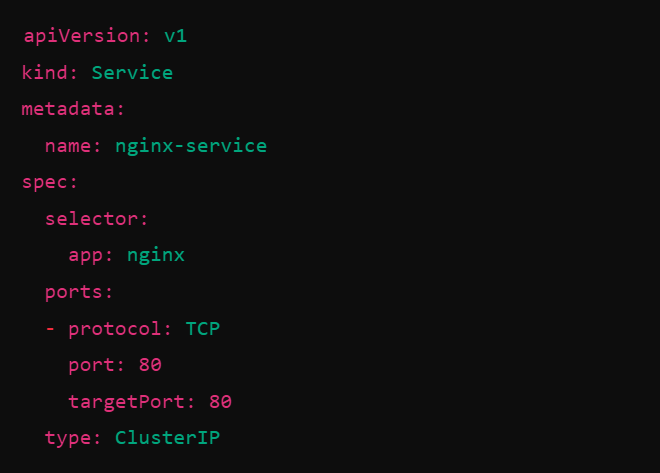 apiVersion: v1
kind: Service
metadata:
  name: nginx-service
spec:
  selector:
    app: nginx
  ports:
  - protocol: TCP
    port: 80
    targetPort: 80
  type: ClusterIP